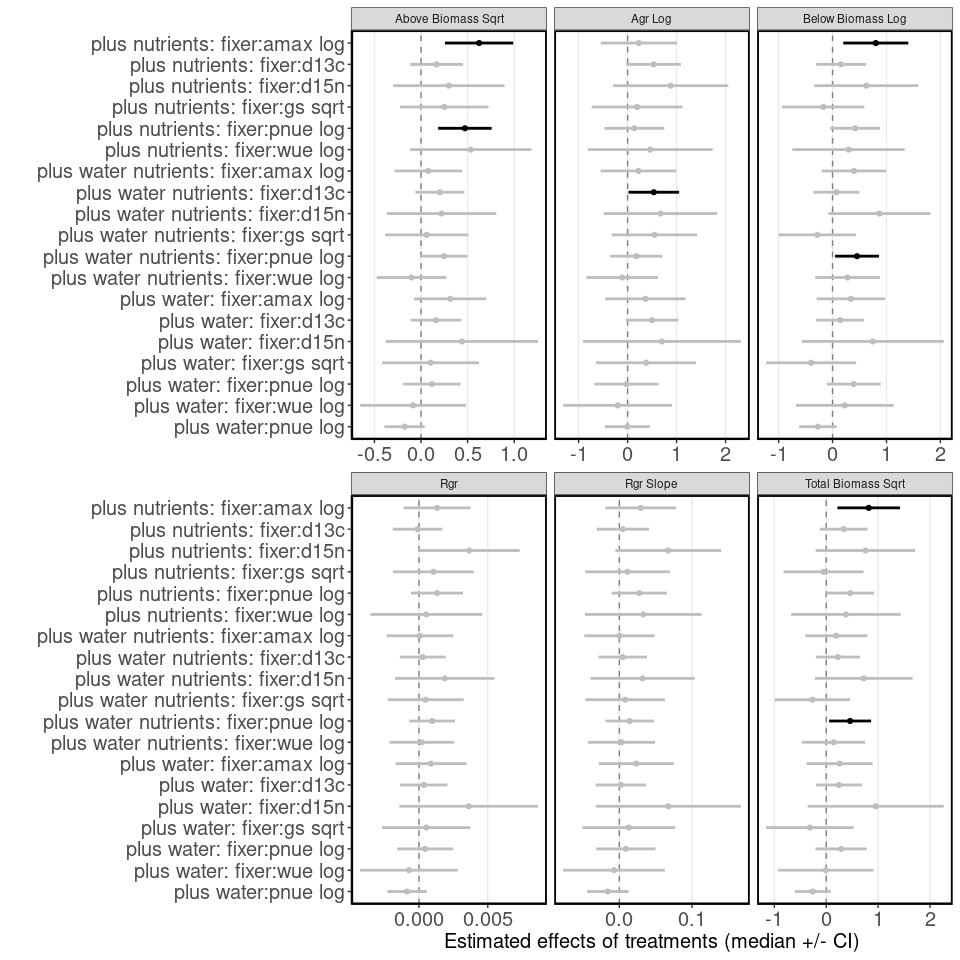 Above Biomass Sqrt
Agr Log
Below Biomass Log
plus nutrients: fixer:amax log
plus nutrients: fixer:d13c
plus nutrients: fixer:d15n
plus nutrients: fixer:gs sqrt
plus nutrients: fixer:pnue log
plus nutrients: fixer:wue log
plus water nutrients: fixer:amax log
plus water nutrients: fixer:d13c
plus water nutrients: fixer:d15n
plus water nutrients: fixer:gs sqrt
plus water nutrients: fixer:pnue log
plus water nutrients: fixer:wue log
plus water: fixer:amax log
plus water: fixer:d13c
plus water: fixer:d15n
plus water: fixer:gs sqrt
plus water: fixer:pnue log
plus water: fixer:wue log
plus water:pnue log
-0.5 0.0 0.5 1.0
-1 0 1 2
-1 0 1 2
Rgr
Rgr Slope
Total Biomass Sqrt
plus nutrients: fixer:amax log
plus nutrients: fixer:d13c
plus nutrients: fixer:d15n
plus nutrients: fixer:gs sqrt
plus nutrients: fixer:pnue log
plus nutrients: fixer:wue log
plus water nutrients: fixer:amax log
plus water nutrients: fixer:d13c
plus water nutrients: fixer:d15n
plus water nutrients: fixer:gs sqrt
plus water nutrients: fixer:pnue log
plus water nutrients: fixer:wue log
plus water: fixer:amax log
plus water: fixer:d13c
plus water: fixer:d15n
plus water: fixer:gs sqrt
plus water: fixer:pnue log
plus water: fixer:wue log
plus water:pnue log
0.000 0.005
0.0 0.1
-1 0 1 2
Estimated effects of treatments (median +/- CI)